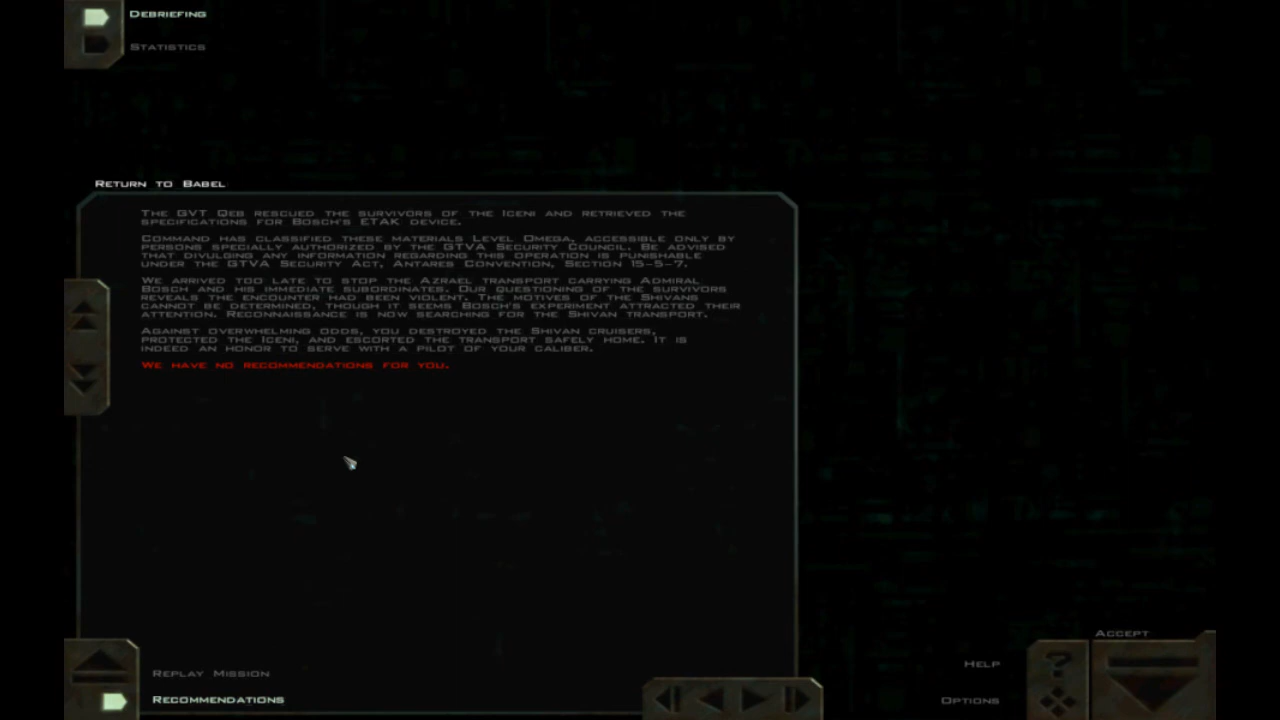 Debriefing
Statistics
Return to Babel
The GVT Qeb rescued the survivors of the Iceni and retrieved the
specifications for Bosch's ETAK device.
Command has classified these materials Level Omega, accessible only by
persons specially authorized by the GTVA Security Council. Be advised
that divulging any information regarding this operation is punishable
under the GTVA Security Act, Antares Convention, Section 15-5-7.
We arrived too late to stop the Azrael transport carrying Admiral
Bosch and his immediate subordinates. Our questioning of the survivors
reveals the encounter had been violent. The motives of the Shivans
cannot be determined, though it seems Bosch's experiment attracted their
attention. Reconnaissance is now searching for the Shivan transport.
Against overwhelming odds, you destroyed the Shivan cruisers,
protected the Iceni, and escorted the transport safely home. It is
indeed an honor to serve with a pilot of your caliber.
We have no recommendations for you.
Replay Mission
Recommendations
Accept
Help
?
Options